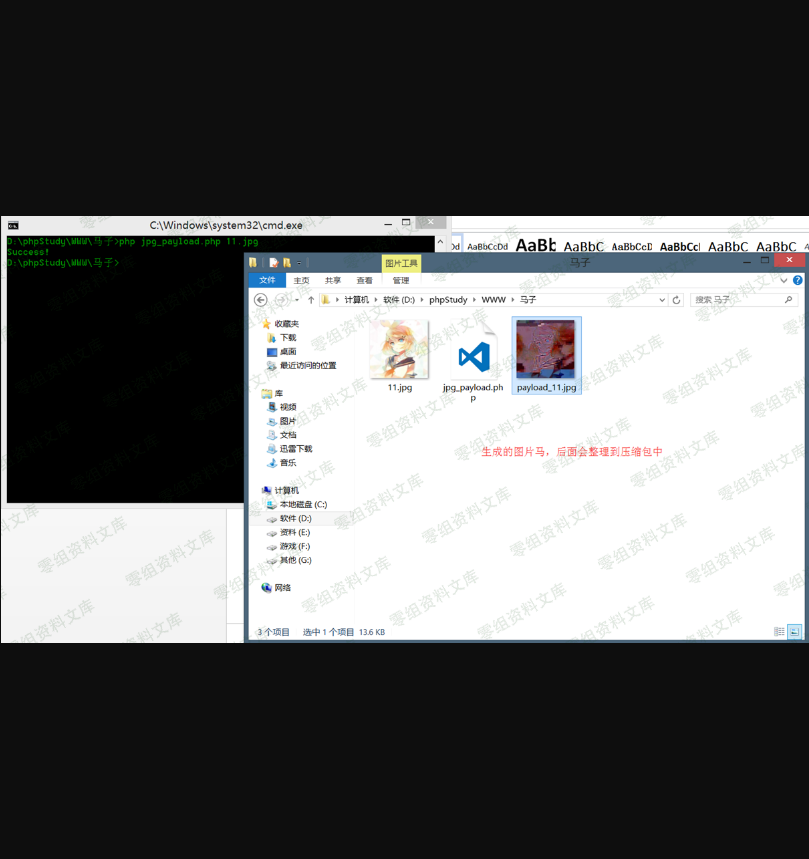 C:\Windows\system32\cmd.exe
D:\phpStudy\WWW\马子>php jpg_payload.php 11.jpg
Success!
D:\phpStudy\WWW\马子>
AaBbCcDd AaBb AaBbC AaBbCcD AaBbCcI AaBbC AaBbC
图片工具
马子
文件 主页 共享 查看 管理
计算机 软件 (D:) phpStudy WWW 马子
搜索 马子
收藏夹
下载
桌面
最近访问的位置
库
视频
图片
文档
迅雷下载
音乐
计算机
本地磁盘 (C:)
软件 (D:)
资料 (E:)
游戏 (F:)
其他 (G:)
网络
11.jpg
jpg_payload.ph
p
payload_11.jpg
生成的图片马，后面会整理到压缩包中
3 个项目 选中 1 个项目 13.6 KB
零组资料文库